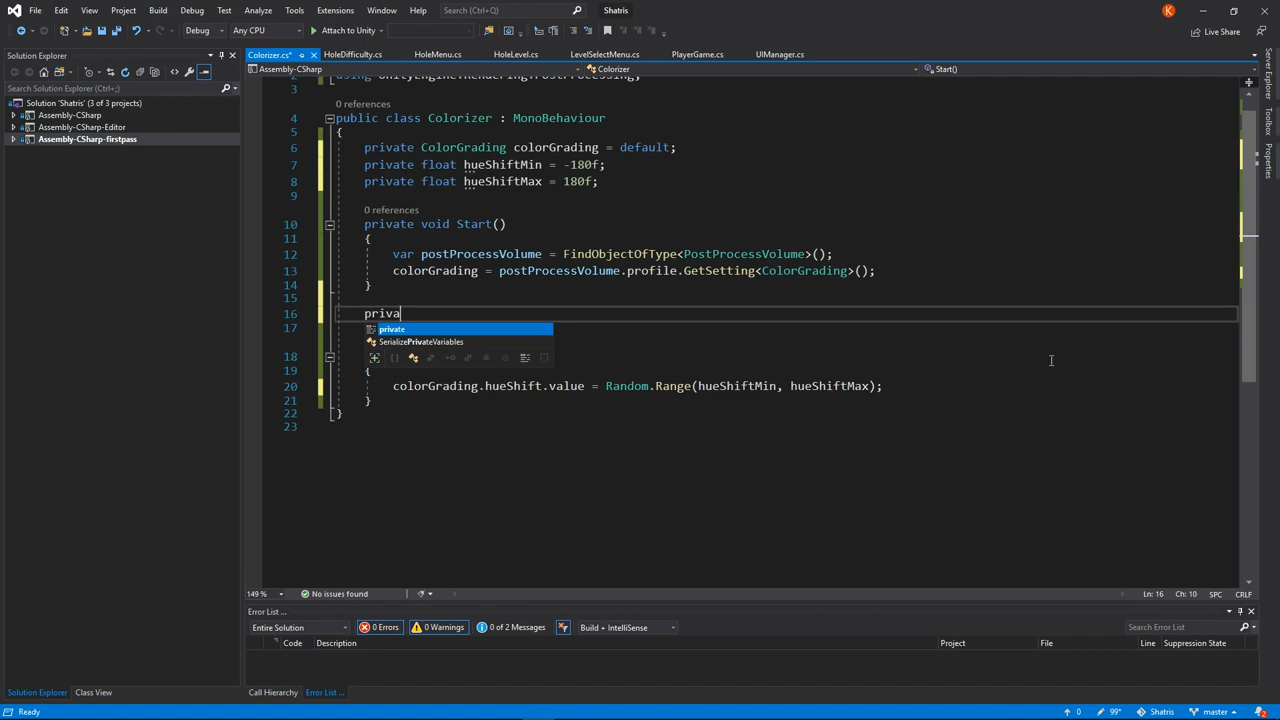 File Edit View Git Project Build Debug Test Analyze Tools Extensions Window Help Search (Ctrl+Q) Shatris K
Debug Any CPU Attach to Unity Live Share
Solution Explorer Colorizer.cs* HoleDifficulty.cs HoleMenu.cs HoleLevel.cs LevelSelectMenu.cs PlayerGame.cs UIManager.cs
Assembly-CSharp Colorizer Start()
Search Solution Explorer (Ctrl+;)
Solution 'Shatris' (3 of 3 projects)
Assembly-CSharp
Assembly-CSharp-Editor
Assembly-CSharp-firstpass
3
0 references
4 public class Colorizer : MonoBehaviour
5 {
6 private ColorGrading colorGrading = default;
7 private float hueShiftMin = -180f;
8 private float hueShiftMax = 180f;
9
0 references
10 private void Start()
11 {
12 var postProcessVolume = FindObjectOfType<PostProcessVolume>();
13 colorGrading = postProcessVolume.profile.GetSetting<ColorGrading>();
14 }
15
16 priva
17 private
SerializePrivateVariables
18
19 {
20 colorGrading.hueShift.value = Random.Range(hueShiftMin, hueShiftMax);
21 }
22 }
23
Server Explorer
Properties
149 % No issues found Ln: 16 Ch: 10 SPC CRLF
Error List ...
Entire Solution 0 Errors 0 Warnings 0 of 2 Messages Build + IntelliSense Search Error List
Code Description Project File Line Suppression State
Solution Explorer Class View Call Hierarchy Error List ...
Ready 0 99* Shatris master 2